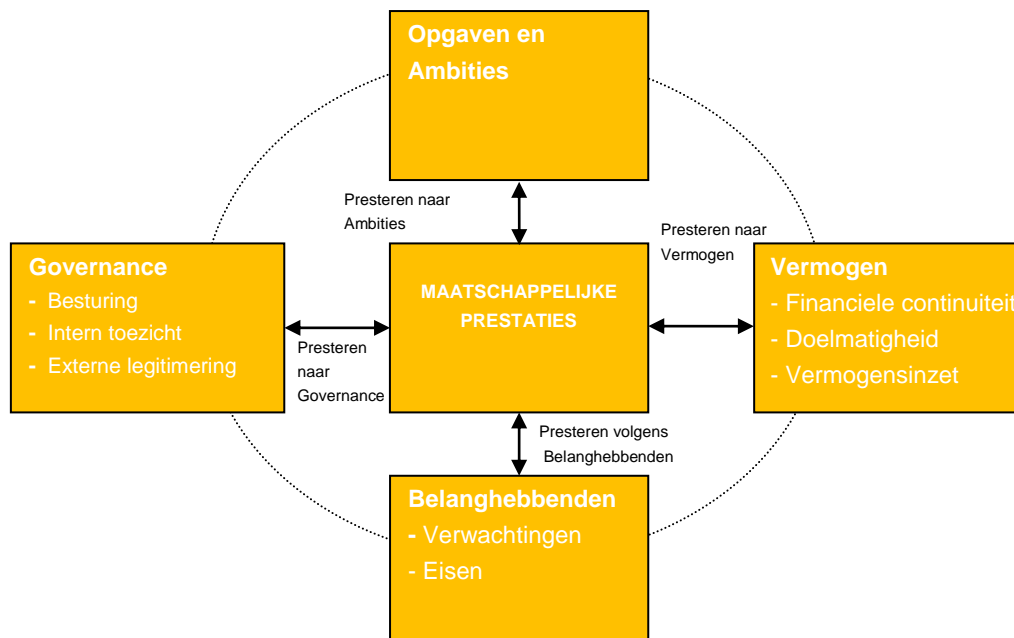 Opgaven en
Ambities
Presteren naar
Ambities
Presteren naar
Vermogen
Governance
- Besturing
- Intern toezicht
- Externe legitimering
Presteren
naar
Governance
MAATSCHAPPELIJKE
PRESTATIES
Vermogen
- Financiele continuiteit
- Doelmatigheid
- Vermogensinzet
Presteren volgens
Belanghebbenden
Belanghebbenden
- Verwachtingen
- Eisen